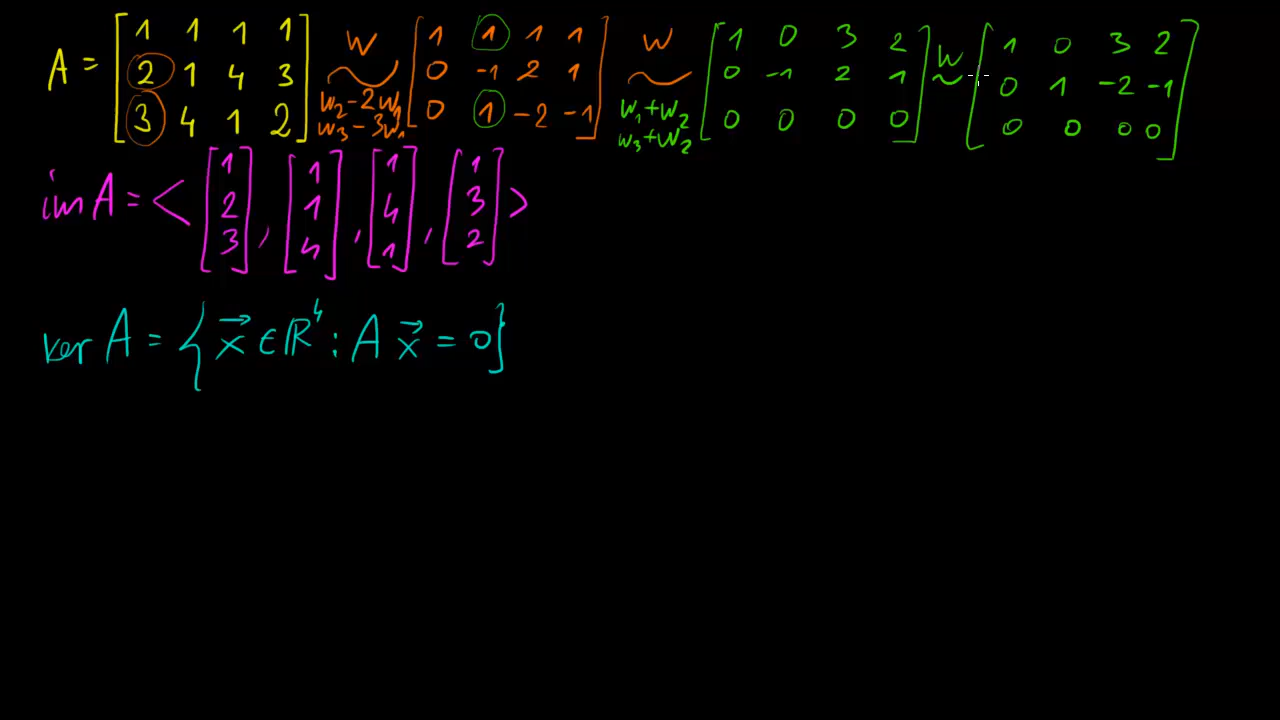 A = [1 1 1 1; 2 1 4 3; 3 4 1 2] w ~ w₂-2w₁ w₃-3w₁ [1 1 1 1; 0 -1 2 1; 0 1 -2 -1] w ~ w₁+w₂ w₃+w₂ [1 0 3 2; 0 -1 2 1; 0 0 0 0] w ~ [1 0 3 2; 0 1 -2 -1; 0 0 0 0]
im A = < [1; 2; 3], [1; 1; 4], [1; 4; 1], [1; 3; 2] >
ker A = { x⃗ ∈ ℝ⁴ : A x⃗ = 0 }